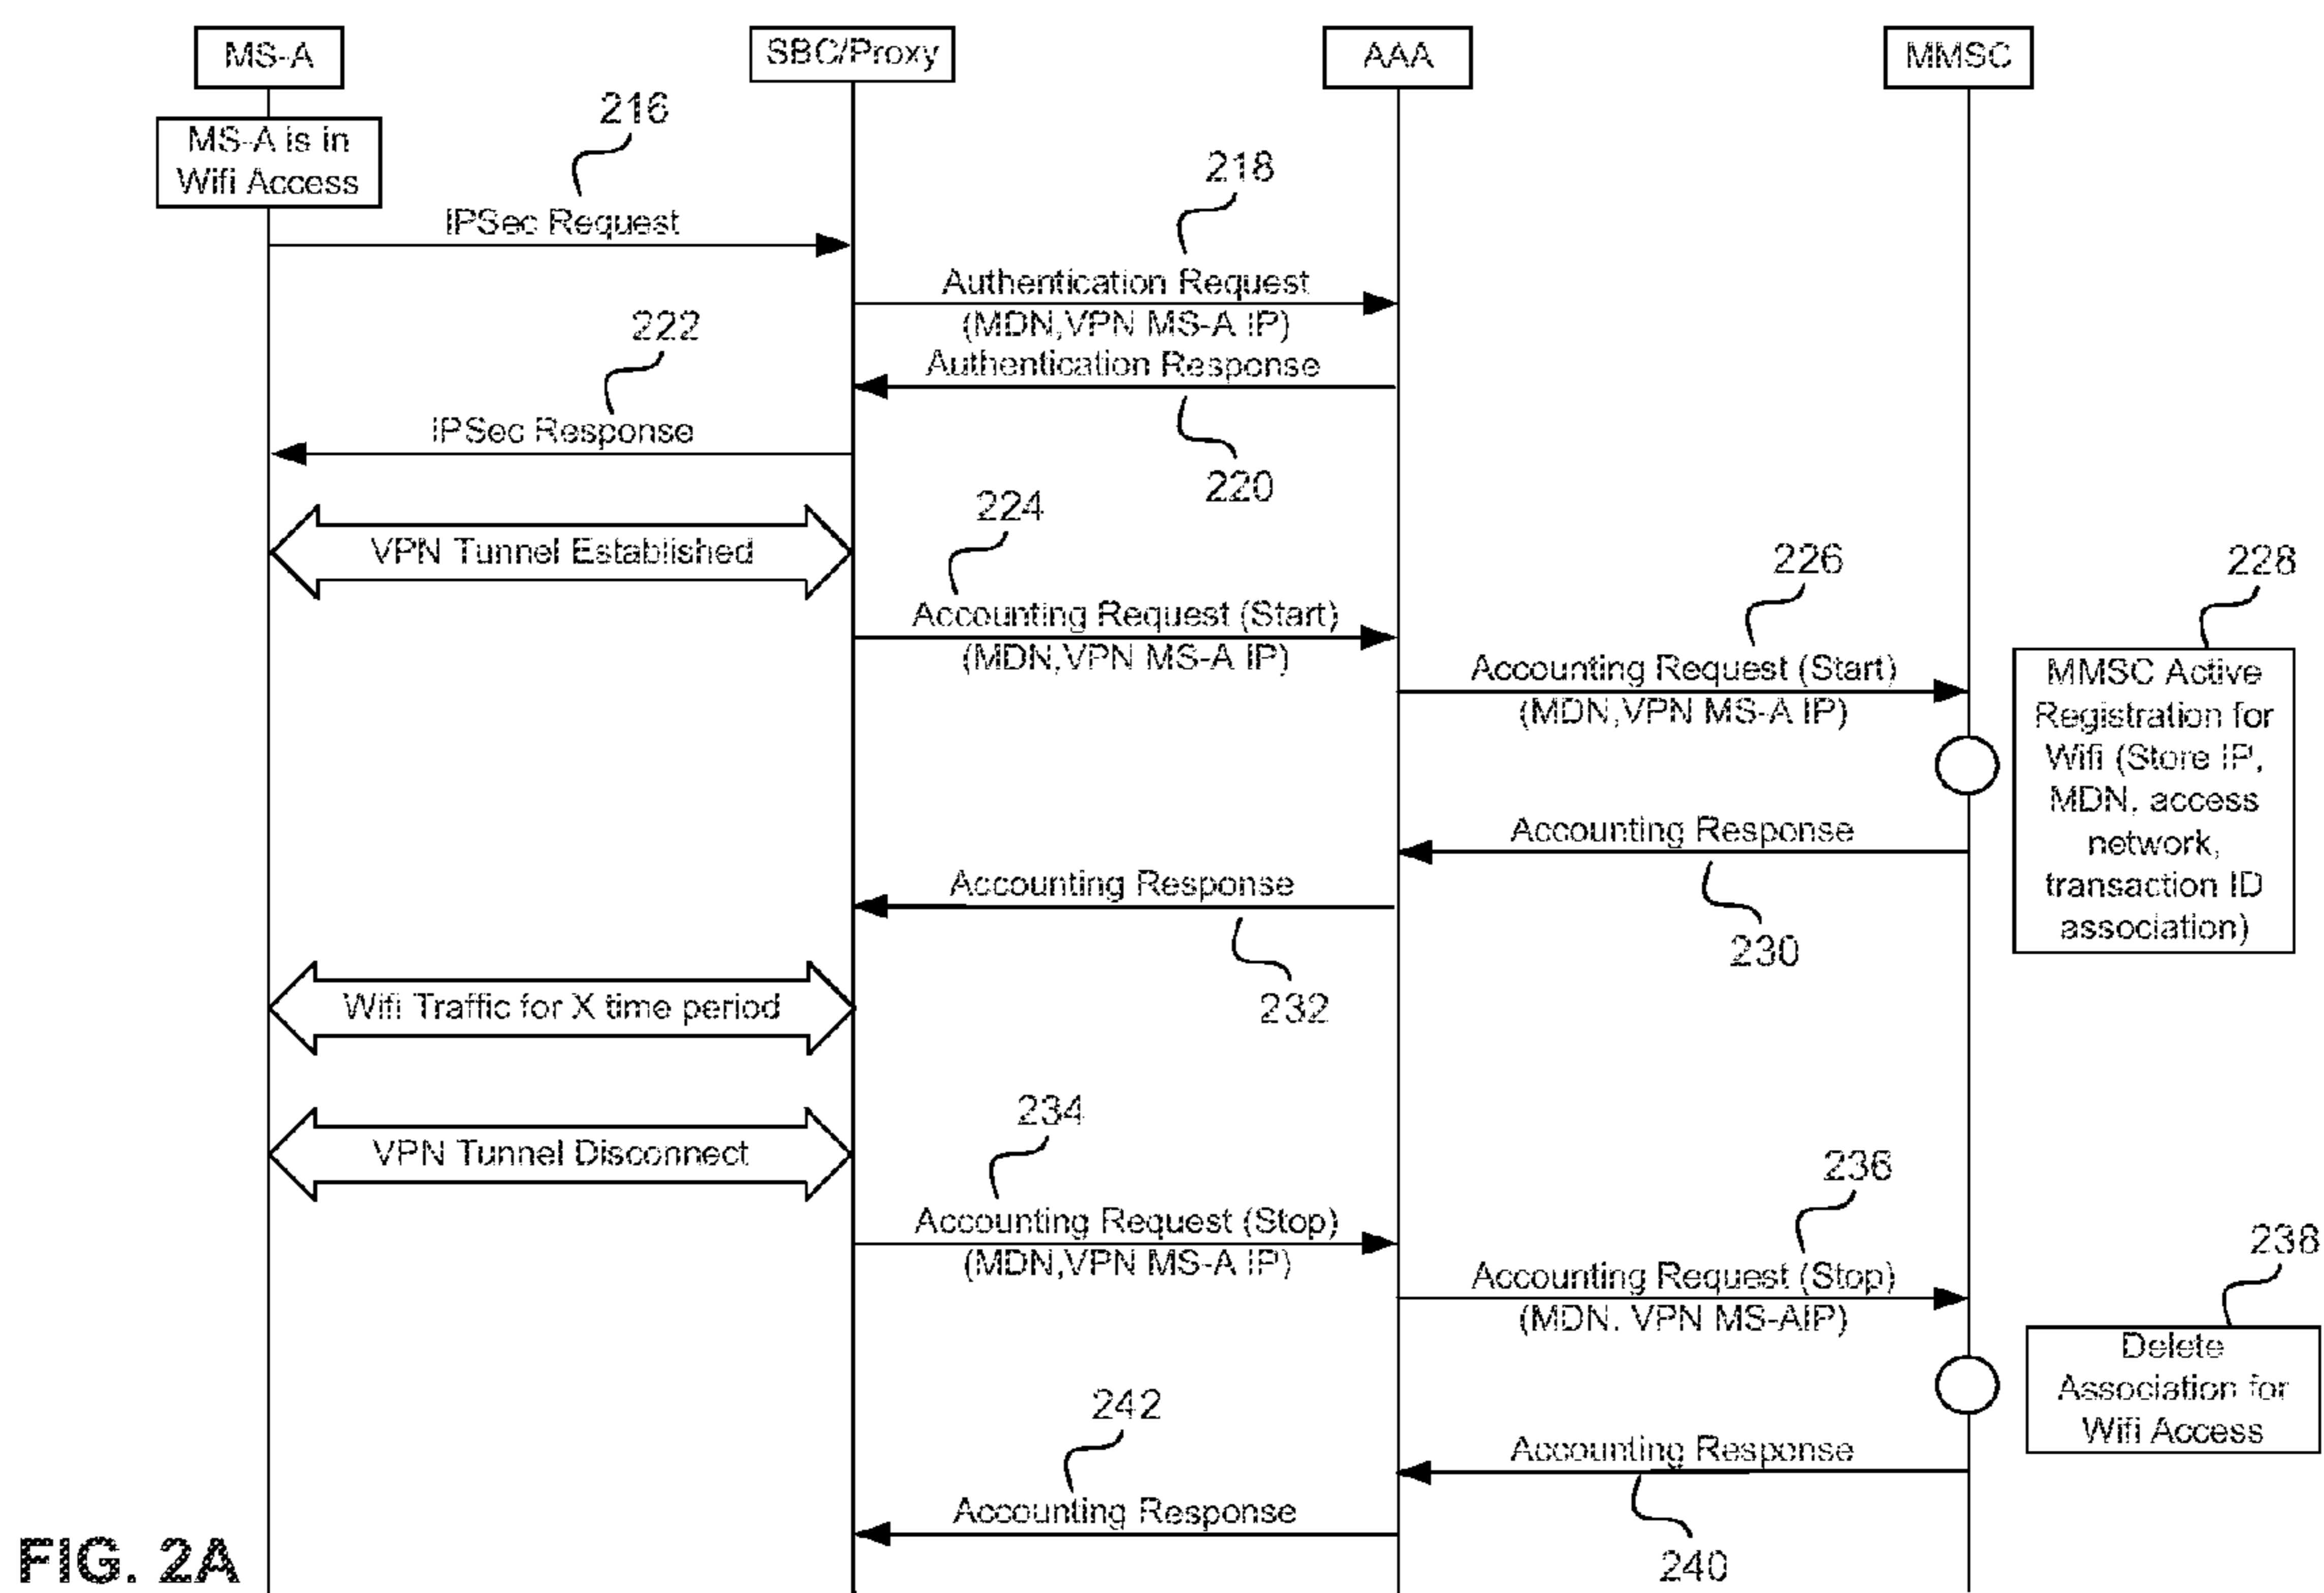 MS-A
SBC/Proxy
AAA
MMSC
MS-A is in
Wifi Access
216
IPSec Request
218
Authentication Request
(MDN,VPN MS-A IP)
Authentication Response
220
222
IPSec Response
VPN Tunnel Established
224
Accounting Request (Start)
(MDN,VPN MS-A IP)
226
Accounting Request (Start)
(MDN,VPN MS-A IP)
228
MMSC Active
Registration for
Wifi (Store IP,
MDN, access
network,
transaction ID
association)
Accounting Response
230
Accounting Response
232
Wifi Traffic for X time period
VPN Tunnel Disconnect
234
Accounting Request (Stop)
(MDN,VPN MS-A IP)
236
Accounting Request (Stop)
(MDN. VPN MS-AIP)
238
Delete
Association for
Wifi Access
Accounting Response
240
242
Accounting Response
FIG. 2A